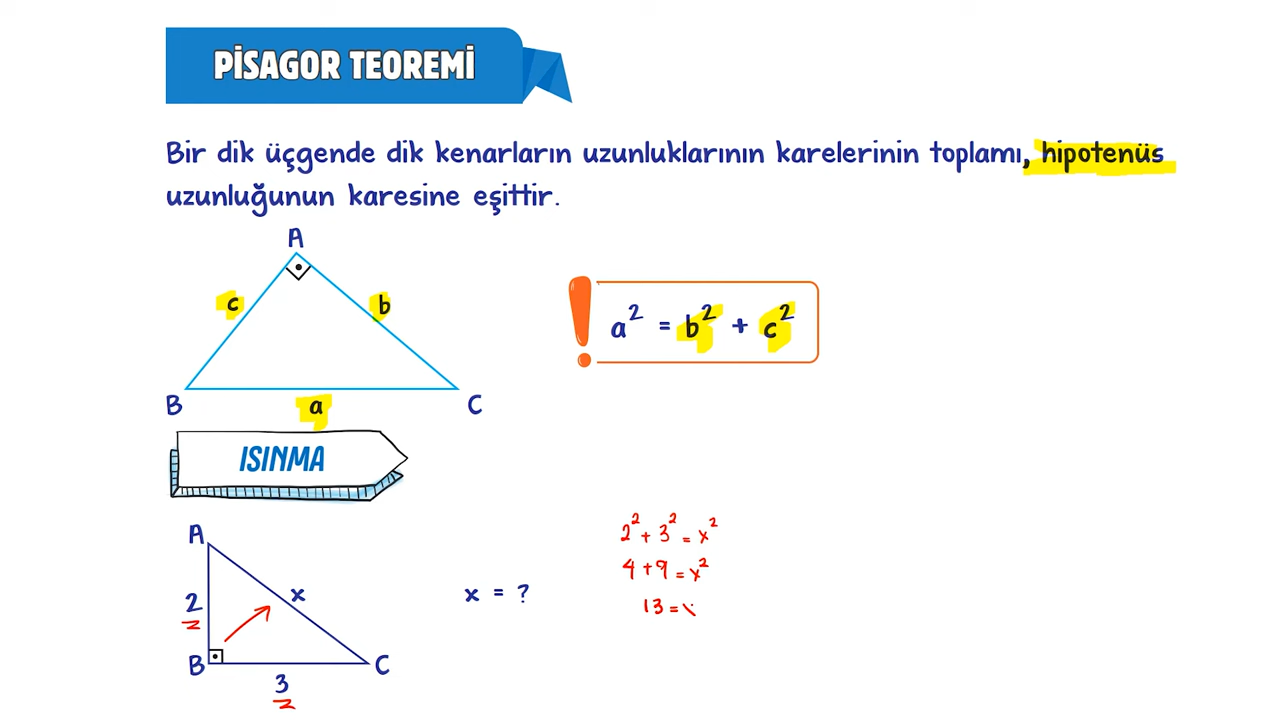 PİSAGOR TEOREMİ
Bir dik üçgende dik kenarların uzunluklarının karelerinin toplamı, hipotenüs
uzunluğunun karesine eşittir.
A
c
b
B
a
C
a² = b² + c²
ISINMA
A
2
x
B
3
C
x = ?
2² + 3² = x²
4 + 9 = x²
13 =